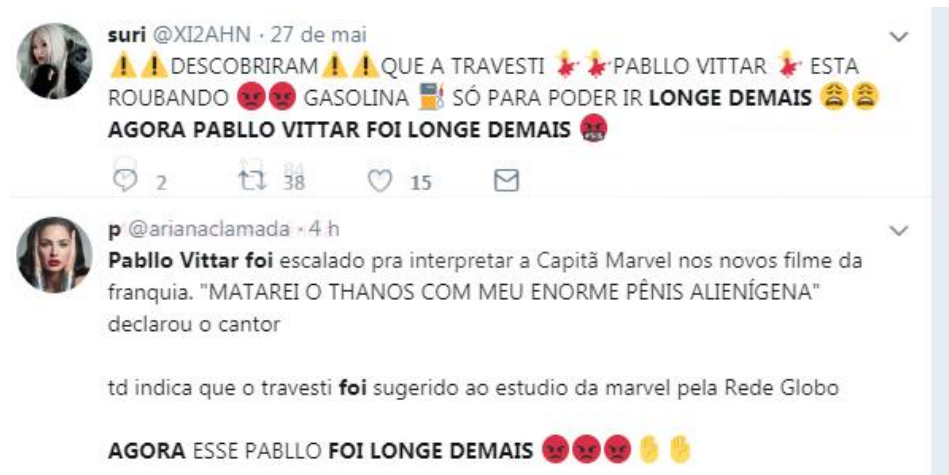 suri @XI2AHN · 27 de mai
⚠️⚠️DESCOBRIRAM⚠️⚠️QUE A TRAVESTI 💃💃PABLLO VITTAR 💃 ESTA
ROUBANDO 😡😡 GASOLINA ⛽ SÓ PARA PODER IR LONGE DEMAIS 😩😩
AGORA PABLLO VITTAR FOI LONGE DEMAIS 🤬
2 38 15
p @arianaclamada · 4 h
Pabllo Vittar foi escalado pra interpretar a Capitã Marvel nos novos filme da
franquia. "MATAREI O THANOS COM MEU ENORME PÊNIS ALIENÍGENA"
declarou o cantor
td indica que o travesti foi sugerido ao estudio da marvel pela Rede Globo
AGORA ESSE PABLLO FOI LONGE DEMAIS 😡😡😡✋🤚